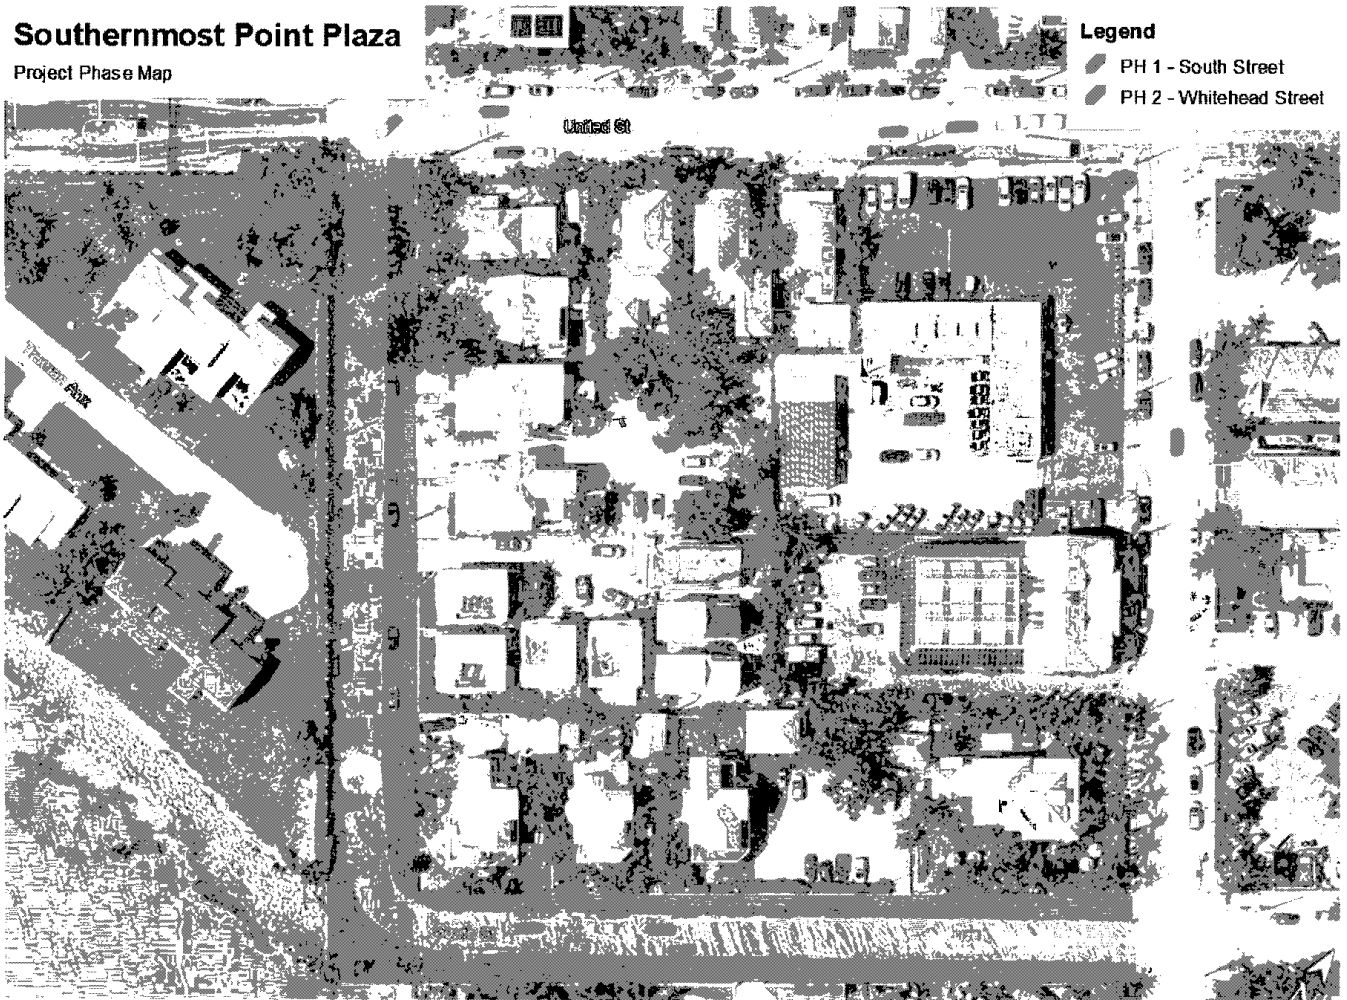 Southernmost Point Plaza
Project Phase Map
Legend
PH 1 - South Street
PH 2 - Whitehead Street
United St